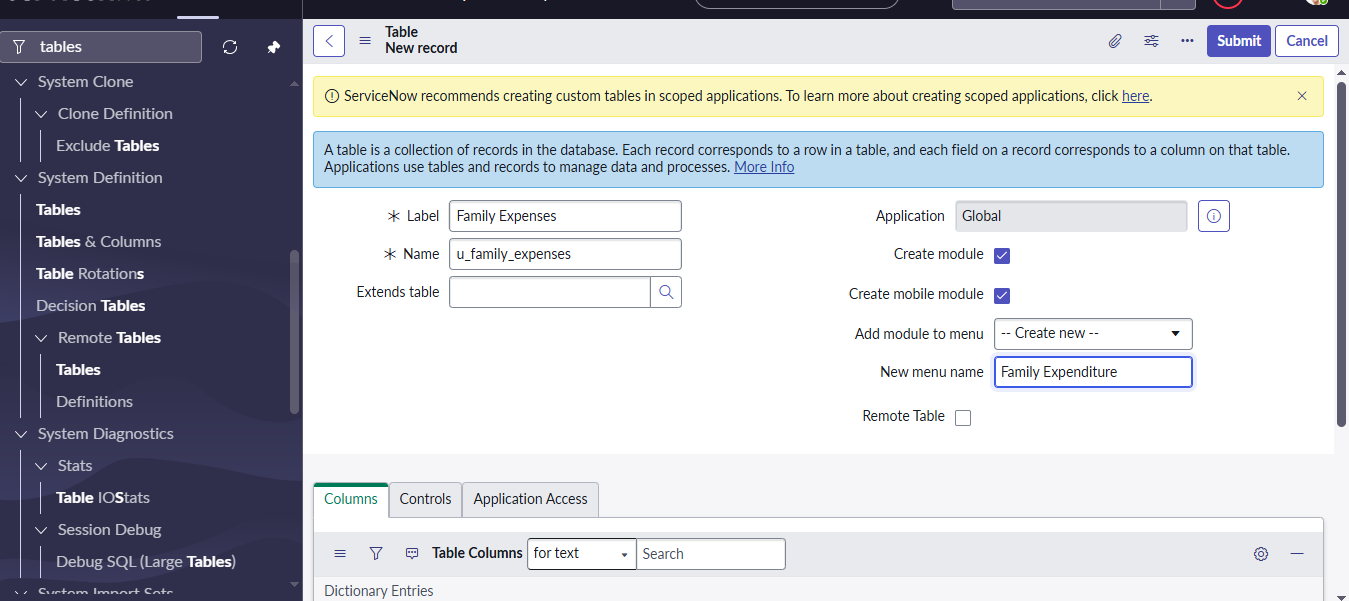 tables
System Clone
Clone Definition
Exclude Tables
System Definition
Tables
Tables & Columns
Table Rotations
Decision Tables
Remote Tables
Tables
Definitions
System Diagnostics
Stats
Table IOStats
Session Debug
Debug SQL (Large Tables)
System Import Sets
Table
New record
Submit
Cancel
ServiceNow recommends creating custom tables in scoped applications. To learn more about creating scoped applications, click here.
A table is a collection of records in the database. Each record corresponds to a row in a table, and each field on a record corresponds to a column on that table.
Applications use tables and records to manage data and processes. More Info
Label Family Expenses
Name u_family_expenses
Extends table
Application Global
Create module
Create mobile module
Add module to menu -- Create new --
New menu name Family Expenditure
Remote Table
Columns Controls Application Access
Table Columns for text Search
Dictionary Entries